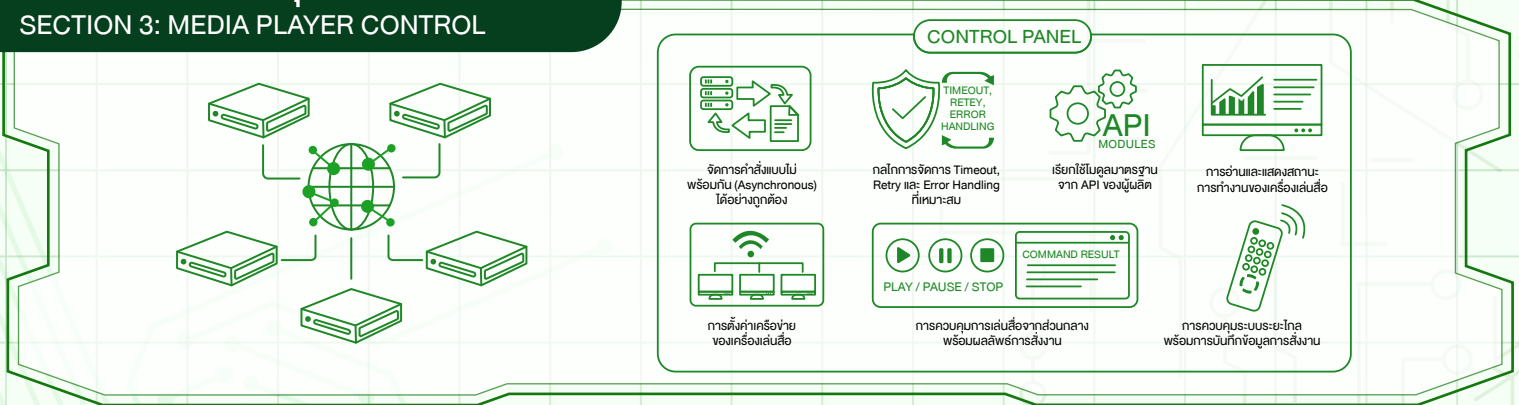 SECTION 3: MEDIA PLAYER CONTROL
CONTROL PANEL
TIMEOUT,
RETEY,
ERROR
HANDLING
API
MODULES
จัดการคำสั่งแบบไม่
พร้อมกัน (Asynchronous)
ได้อย่างถูกต้อง
กลไกการจัดการ Timeout,
Retry และ Error Handling
ที่เหมาะสม
เรียกใช้โมดูลมาตรฐาน
จาก API ของผู้ผลิต
การอ่านและแสดงสถานะ
การทำงานของเครื่องเล่นสื่อ
PLAY / PAUSE / STOP
COMMAND RESULT
การตั้งค่าเครือข่าย
ของเครื่องเล่นสื่อ
การควบคุมการเล่นสื่อจากส่วนกลาง
พร้อมผลลัพธ์การสั่งงาน
การควบคุมระบบระยะไกล
พร้อมการบันทึกข้อมูลการสั่งงาน